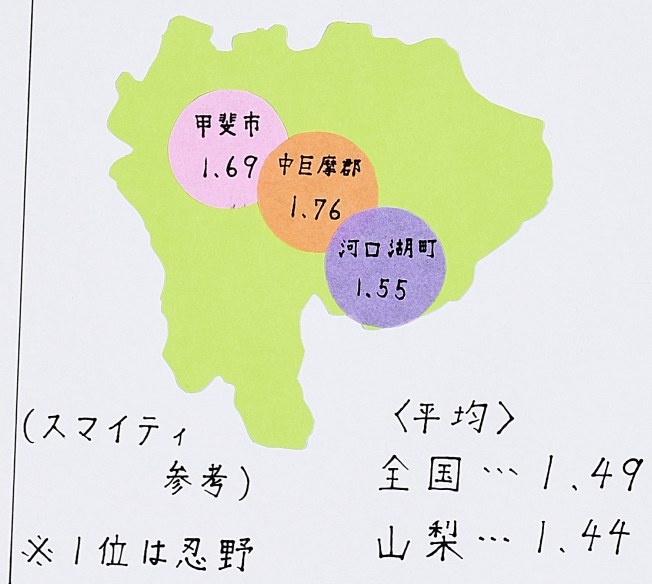 甲斐市
1.69
中巨摩郡
1.76
河口湖町
1.55
(スマイティ
参考)
※1位は忍野
〈平均〉
全国…1.49
山梨…1.44